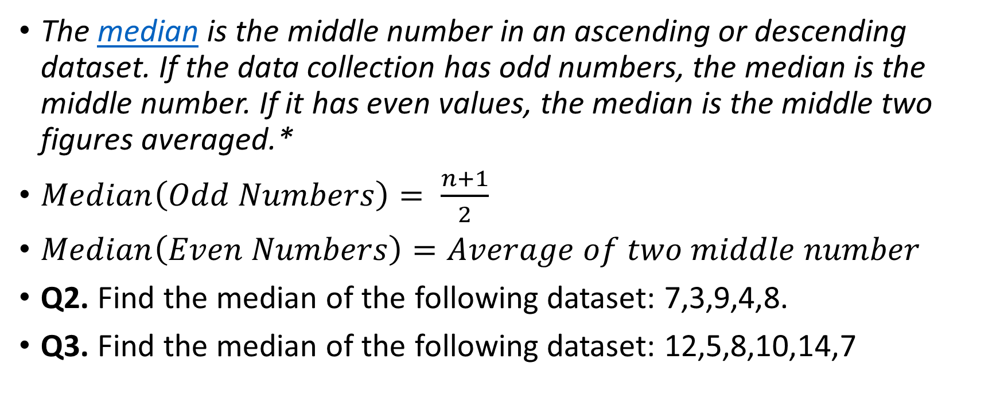 • The median is the middle number in an ascending or descending
dataset. If the data collection has odd numbers, the median is the
middle number. If it has even values, the median is the middle two
figures averaged.*
• Median(Odd Numbers) = n+1/2
• Median(Even Numbers) = Average of two middle number
• Q2. Find the median of the following dataset: 7,3,9,4,8.
• Q3. Find the median of the following dataset: 12,5,8,10,14,7